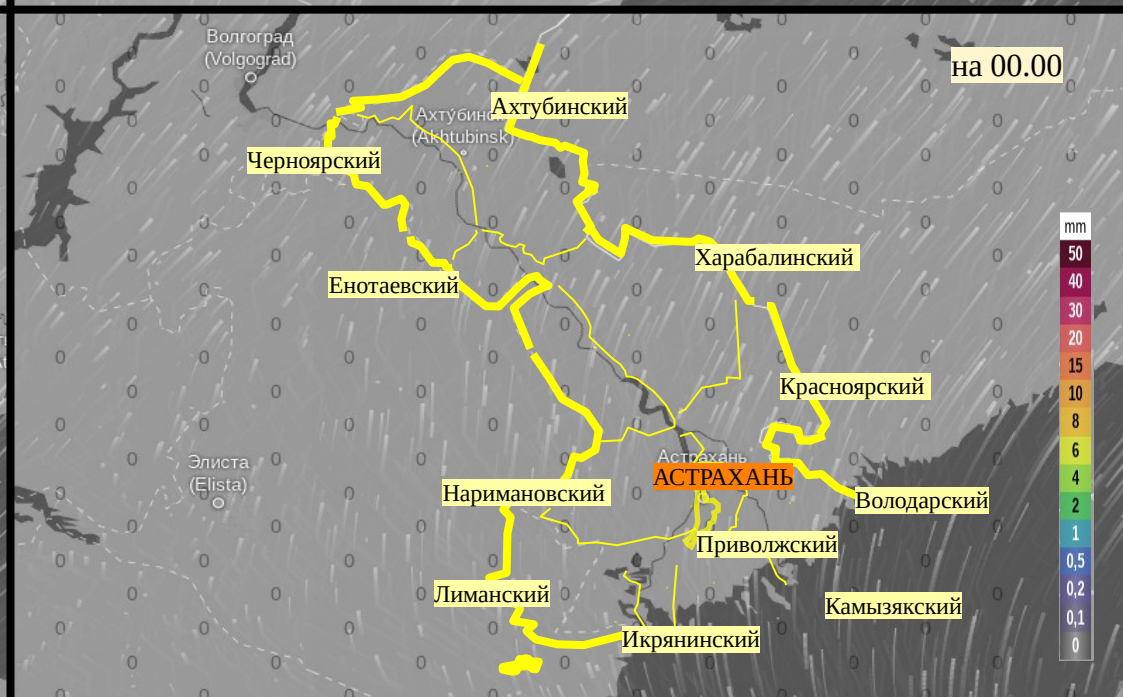 Волгоград
(Volgograd)
на 00.00
Ахтубинский
(Akhtubinsk)
Черноярский
Харабалинский
Енотаевский
Красноярский
Элиста
(Elista)
Астрахань
АСТРАХАНЬ
Наримановский
Володарский
Приволжский
Лиманский
Камызякский
Икрянинский
mm
50
40
30
20
15
10
8
6
4
2
1
0,5
0,2
0,1
0